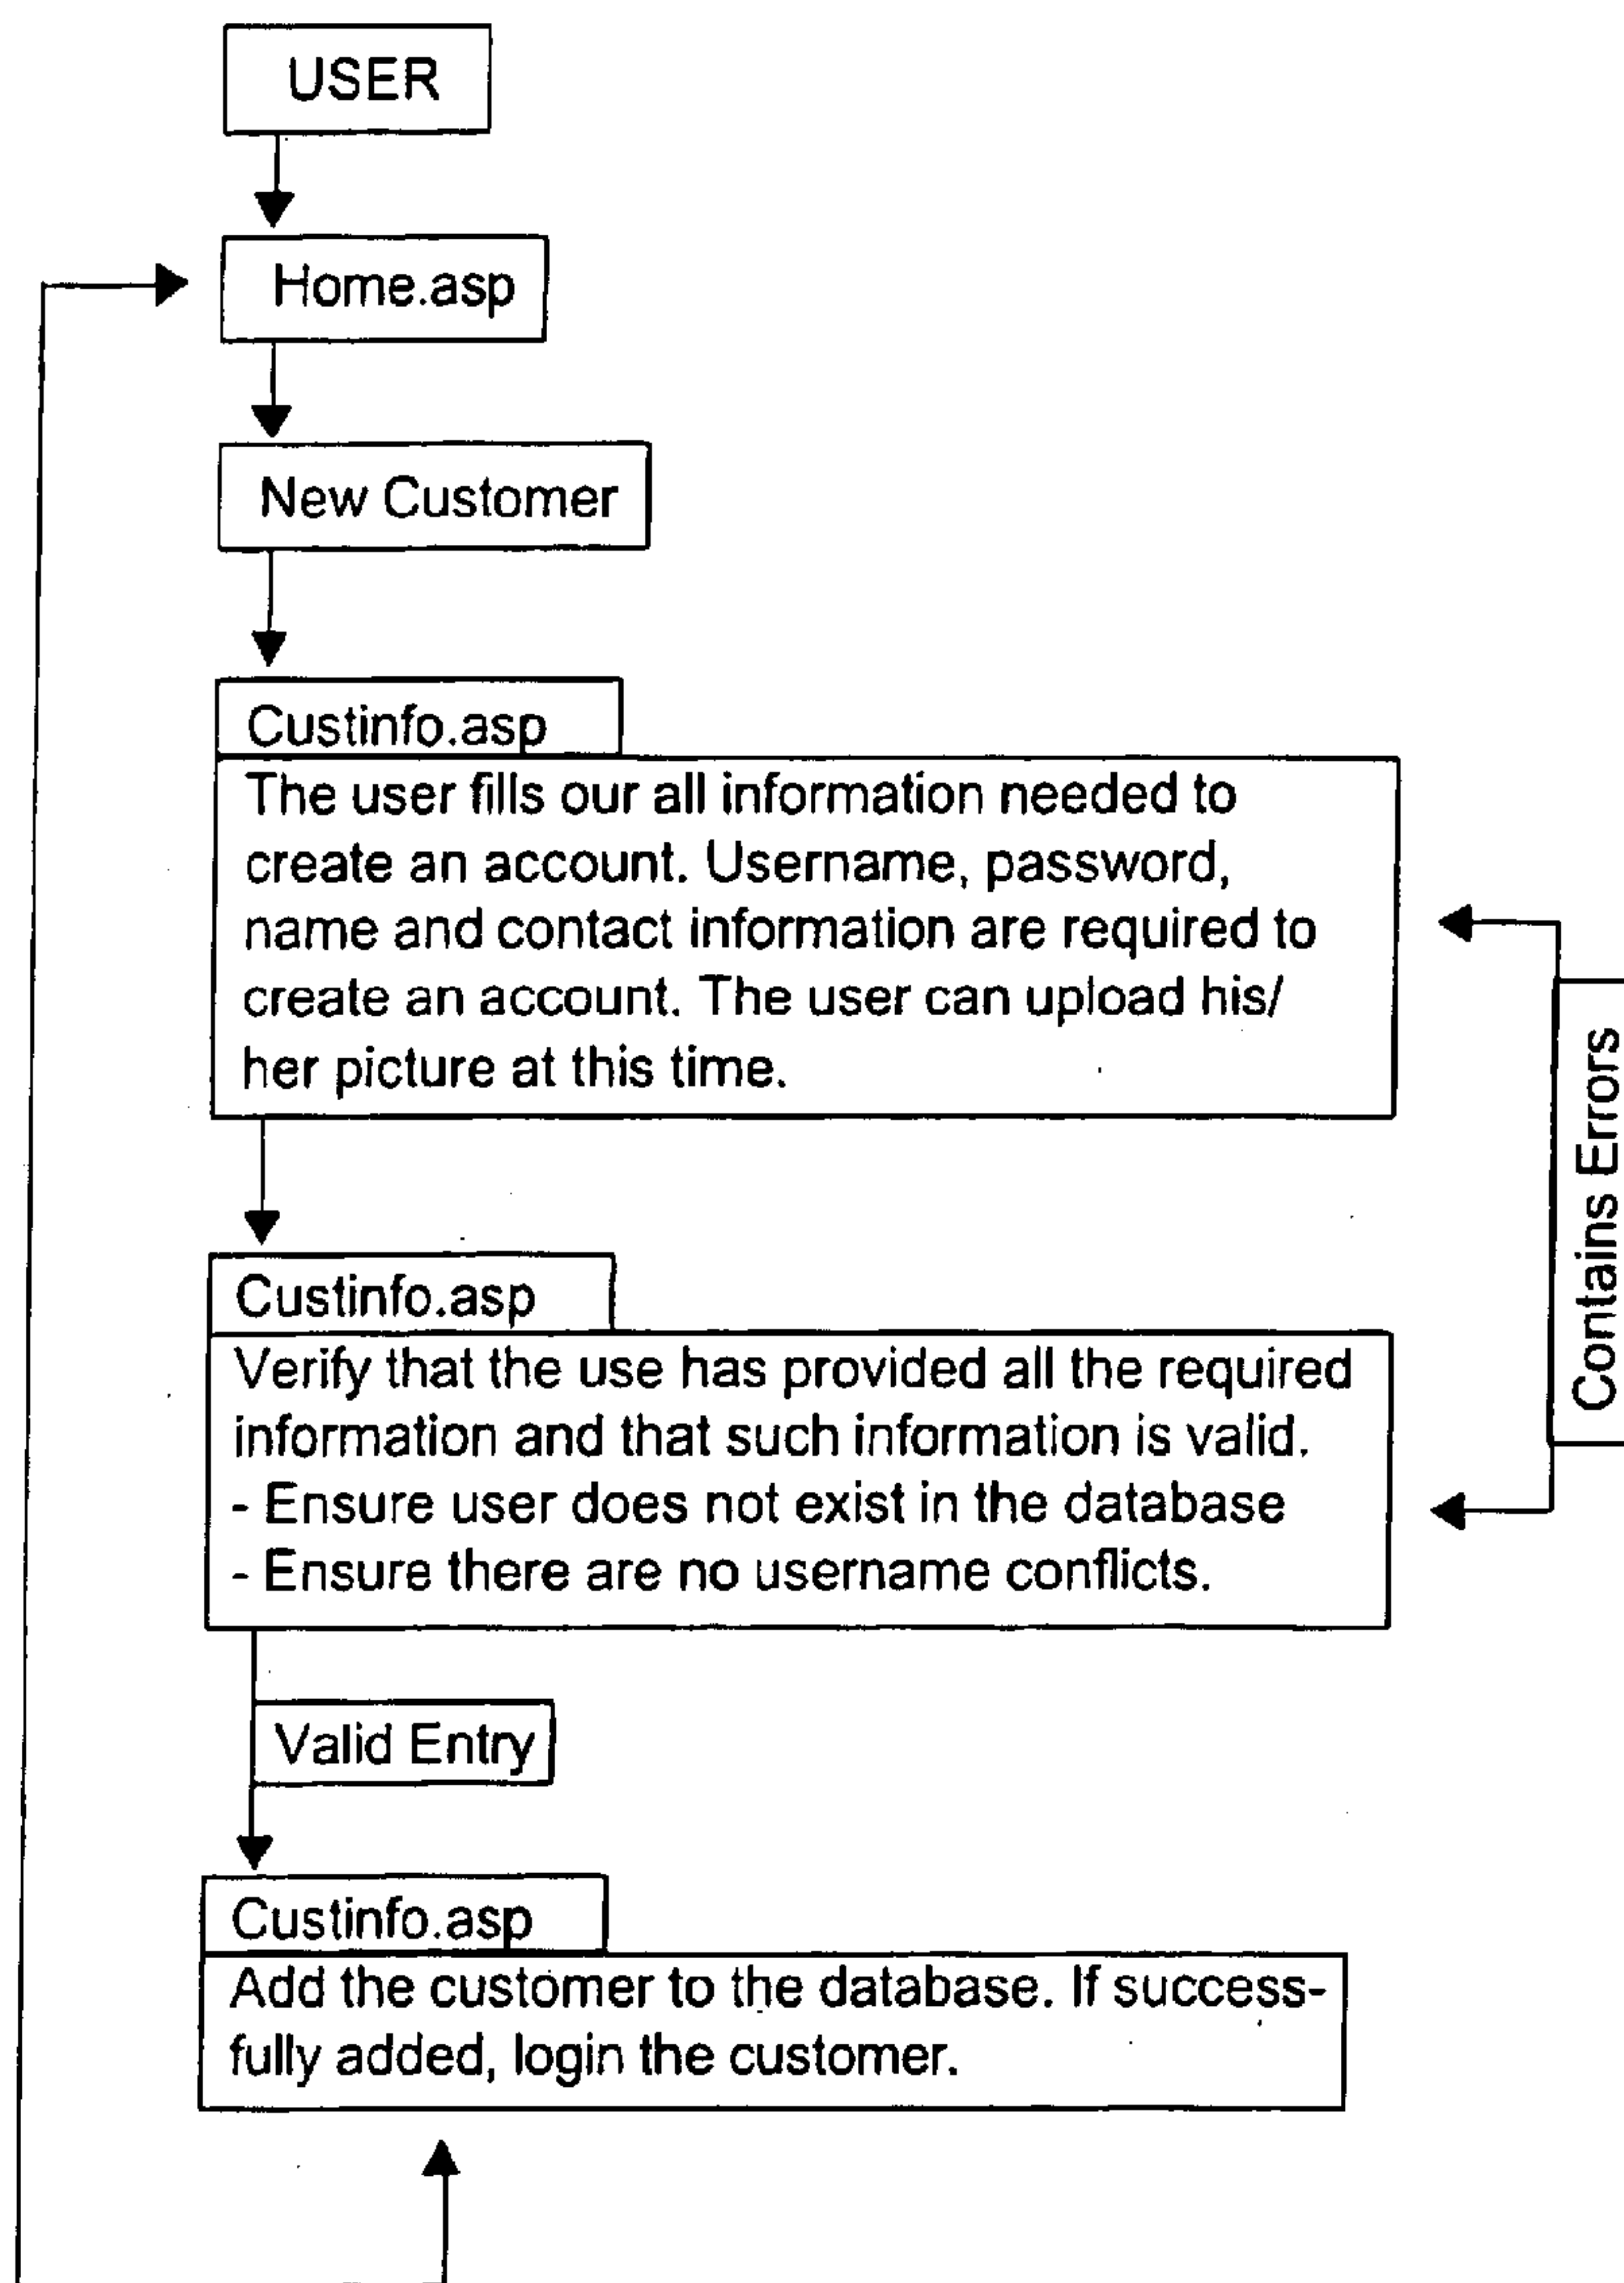 USER
Home.asp
New Customer
Custinfo.asp
The user fills our all information needed to
create an account. Username, password,
name and contact information are required to
create an account. The user can upload his/
her picture at this time.
Contains Errors
Custinfo.asp
Verify that the use has provided all the required
information and that such information is valid.
- Ensure user does not exist in the database
- Ensure there are no username conflicts.
Valid Entry
Custinfo.asp
Add the customer to the database. If success-
fully added, login the customer.